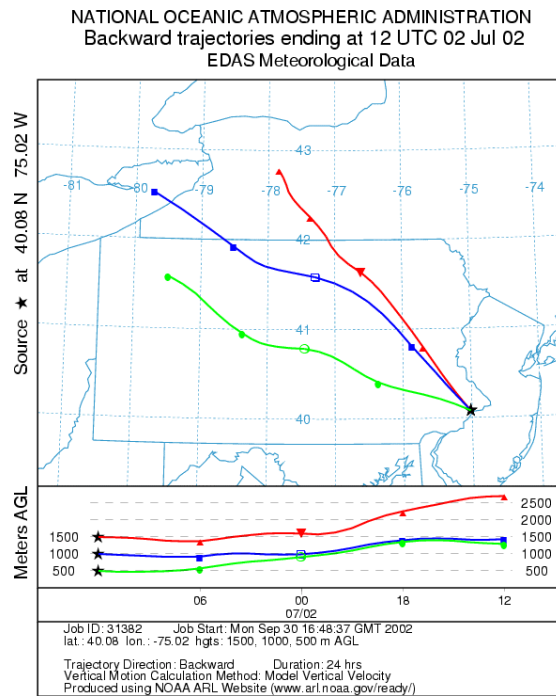 NATIONAL OCEANIC ATMOSPHERIC ADMINISTRATION
Backward trajectories ending at 12 UTC 02 Jul 02
EDAS Meteorological Data
Source ★ at 40.08 N 75.02 W
43
-81 -80 -79 -78 -77 -76 -75 -74
42
41
40
Meters AGL
2500
2000
1500 1500
1000 1000
500 500
06 00 18 12
07/02
Job ID: 31382 Job Start: Mon Sep 30 16:48:37 GMT 2002
lat.: 40.08 lon.: -75.02 hgts: 1500, 1000, 500 m AGL
Trajectory Direction: Backward Duration: 24 hrs
Vertical Motion Calculation Method: Model Vertical Velocity
Produced using NOAA ARL Website (www.arl.noaa.gov/ready/)